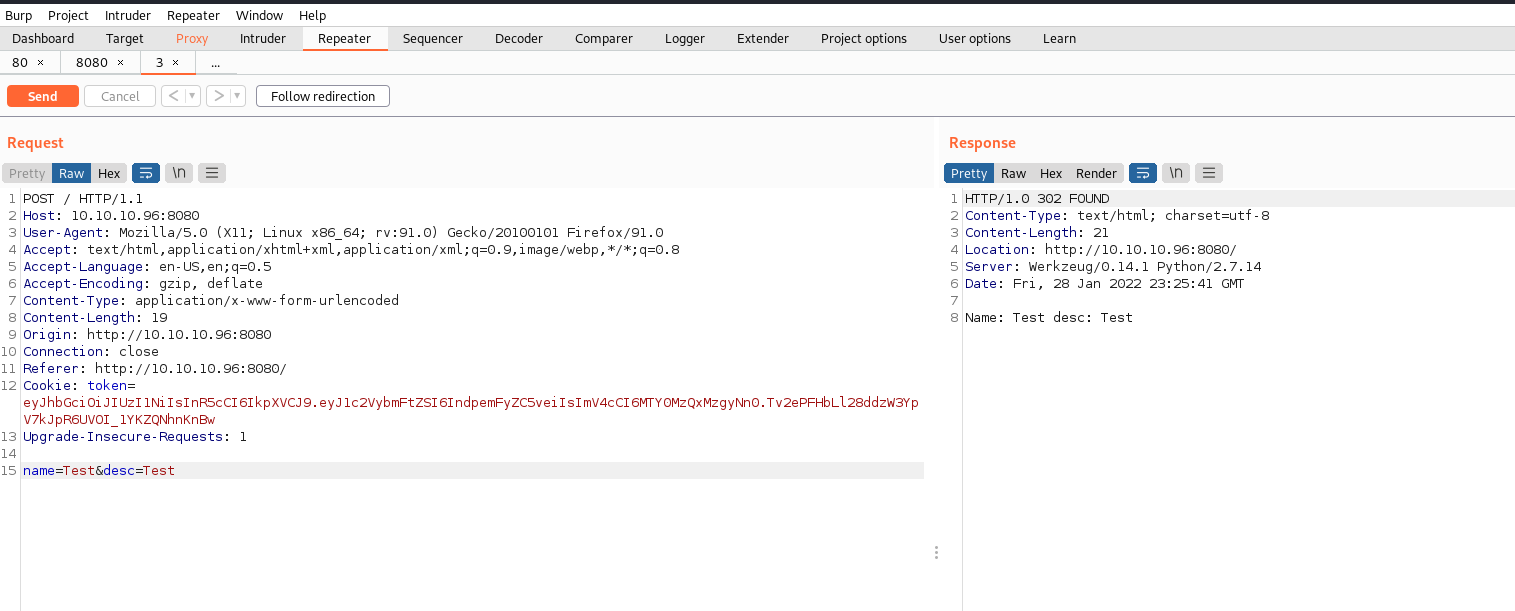 Burp Project Intruder Repeater Window Help
Dashboard Target Proxy Intruder Repeater Sequencer Decoder Comparer Logger Extender Project options User options Learn
80 × 8080 × 3 × ...
Send Cancel < > Follow redirection
Request
Pretty Raw Hex \n
1 POST / HTTP/1.1
2 Host: 10.10.10.96:8080
3 User-Agent: Mozilla/5.0 (X11; Linux x86_64; rv:91.0) Gecko/20100101 Firefox/91.0
4 Accept: text/html,application/xhtml+xml,application/xml;q=0.9,image/webp,*/*;q=0.8
5 Accept-Language: en-US,en;q=0.5
6 Accept-Encoding: gzip, deflate
7 Content-Type: application/x-www-form-urlencoded
8 Content-Length: 19
9 Origin: http://10.10.10.96:8080
10 Connection: close
11 Referer: http://10.10.10.96:8080/
12 Cookie: token=
eyJhbGciOiJIUzI1NiIsInR5cCI6IkpXVCJ9.eyJ1c2VybmFtZSI6IndpemFyZC5veiIsImV4cCI6MTY0MzQxMzgyNn0.Tv2ePFHbLl28ddzW3Yp
V7kJpR6UV0I_1YKZQNhnKnBw
13 Upgrade-Insecure-Requests: 1
14
15 name=Test&desc=Test
Response
Pretty Raw Hex Render \n
1 HTTP/1.0 302 FOUND
2 Content-Type: text/html; charset=utf-8
3 Content-Length: 21
4 Location: http://10.10.10.96:8080/
5 Server: Werkzeug/0.14.1 Python/2.7.14
6 Date: Fri, 28 Jan 2022 23:25:41 GMT
7
8 Name: Test desc: Test